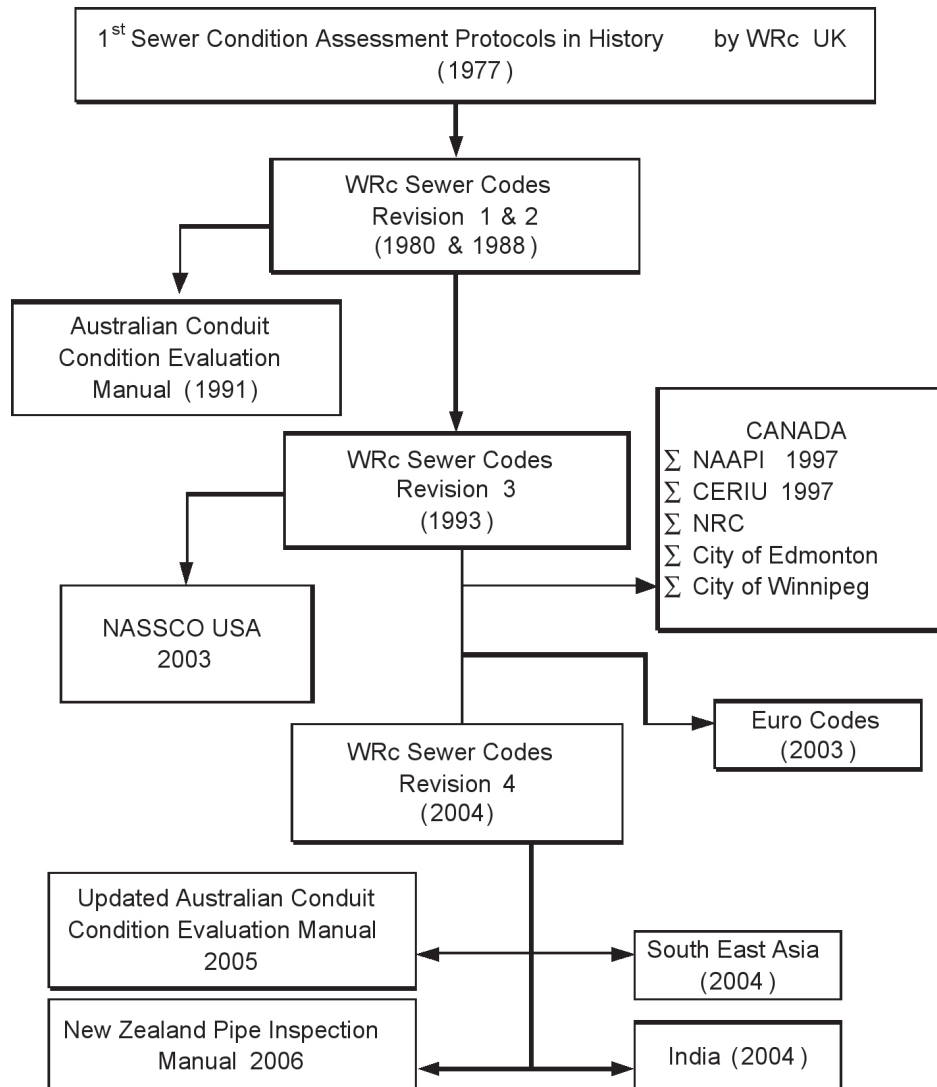 1st Sewer Condition Assessment Protocols in History by WRc UK
(1977)
WRc Sewer Codes
Revision 1 & 2
(1980 & 1988)
Australian Conduit
Condition Evaluation
Manual (1991)
WRc Sewer Codes
Revision 3
(1993)
CANADA
∑ NAAPI 1997
∑ CERIU 1997
∑ NRC
∑ City of Edmonton
∑ City of Winnipeg
NASSCO USA
2003
Euro Codes
(2003)
WRc Sewer Codes
Revision 4
(2004)
Updated Australian Conduit
Condition Evaluation Manual
2005
South East Asia
(2004)
New Zealand Pipe Inspection
Manual 2006
India (2004)